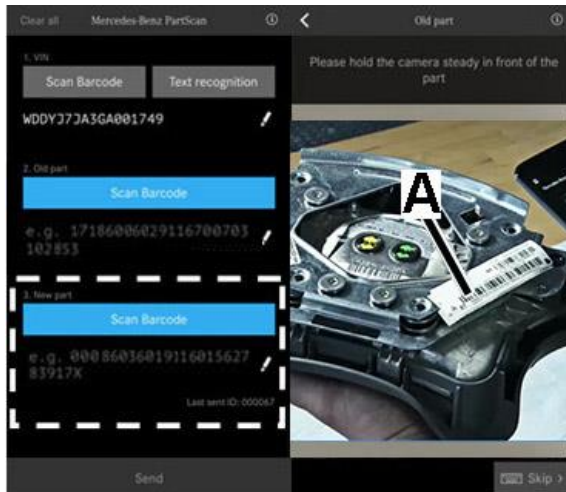 Clear all Mercedes-Benz PartScan
1. VIN
Scan Barcode Text recognition
WDDYJ7JA3GA001749
2. Old part
Scan Barcode
e.g. 17186006029116700703
102853
3. New part
Scan Barcode
e.g. 00086036019116015627
83917X
Last sent ID: 000067
Send
Old part
Please hold the camera steady in front of the
part
A
Skip